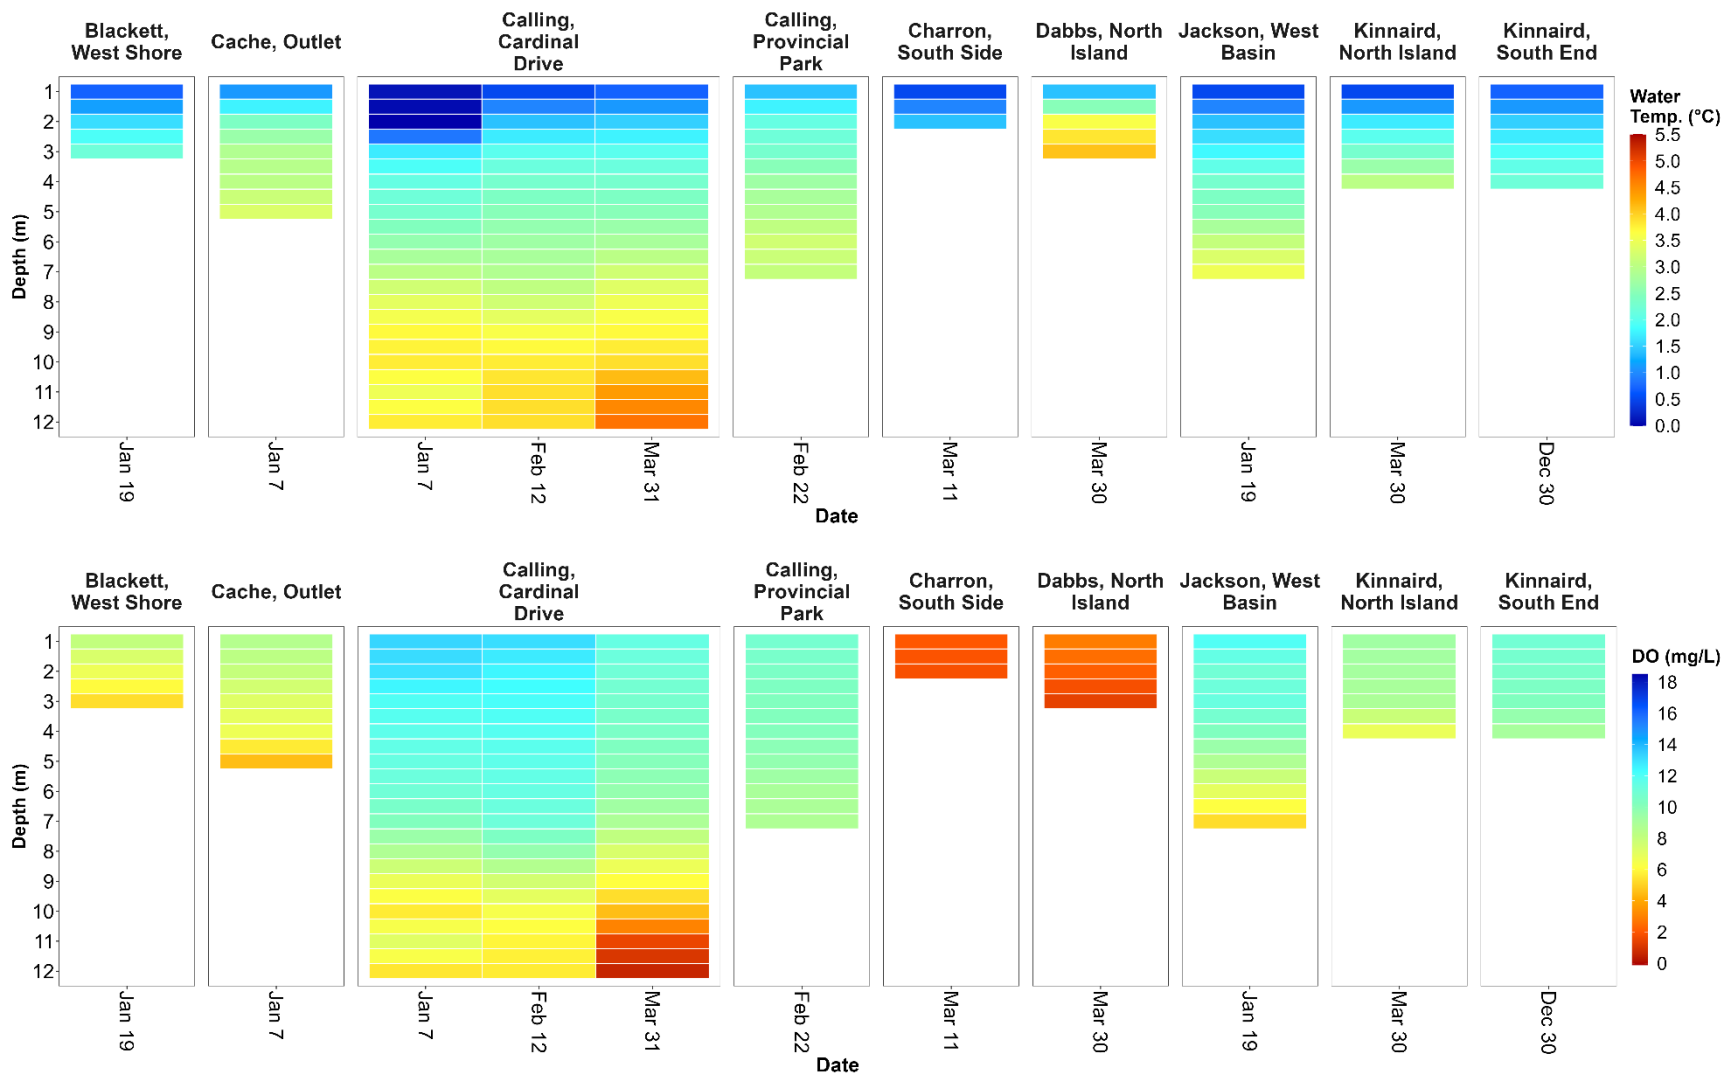 Blackett,
West Shore
Cache, Outlet
Calling,
Cardinal
Drive
Calling,
Provincial
Park
Charron,
South Side
Dabbs, North
Island
Jackson, West
Basin
Kinnaird,
North Island
Kinnaird,
South End
Depth (m)
1
2
3
4
5
6
7
8
9
10
11
12
Jan 19
Jan 7
Jan 7
Feb 12
Mar 31
Feb 22
Mar 11
Mar 30
Jan 19
Mar 30
Dec 30
Date
Water
Temp. (°C)
5.5
5.0
4.5
4.0
3.5
3.0
2.5
2.0
1.5
1.0
0.5
0.0
Blackett,
West Shore
Cache, Outlet
Calling,
Cardinal
Drive
Calling,
Provincial
Park
Charron,
South Side
Dabbs, North
Island
Jackson, West
Basin
Kinnaird,
North Island
Kinnaird,
South End
Depth (m)
1
2
3
4
5
6
7
8
9
10
11
12
Jan 19
Jan 7
Jan 7
Feb 12
Mar 31
Feb 22
Mar 11
Mar 30
Jan 19
Mar 30
Dec 30
Date
DO (mg/L)
18
16
14
12
10
8
6
4
2
0